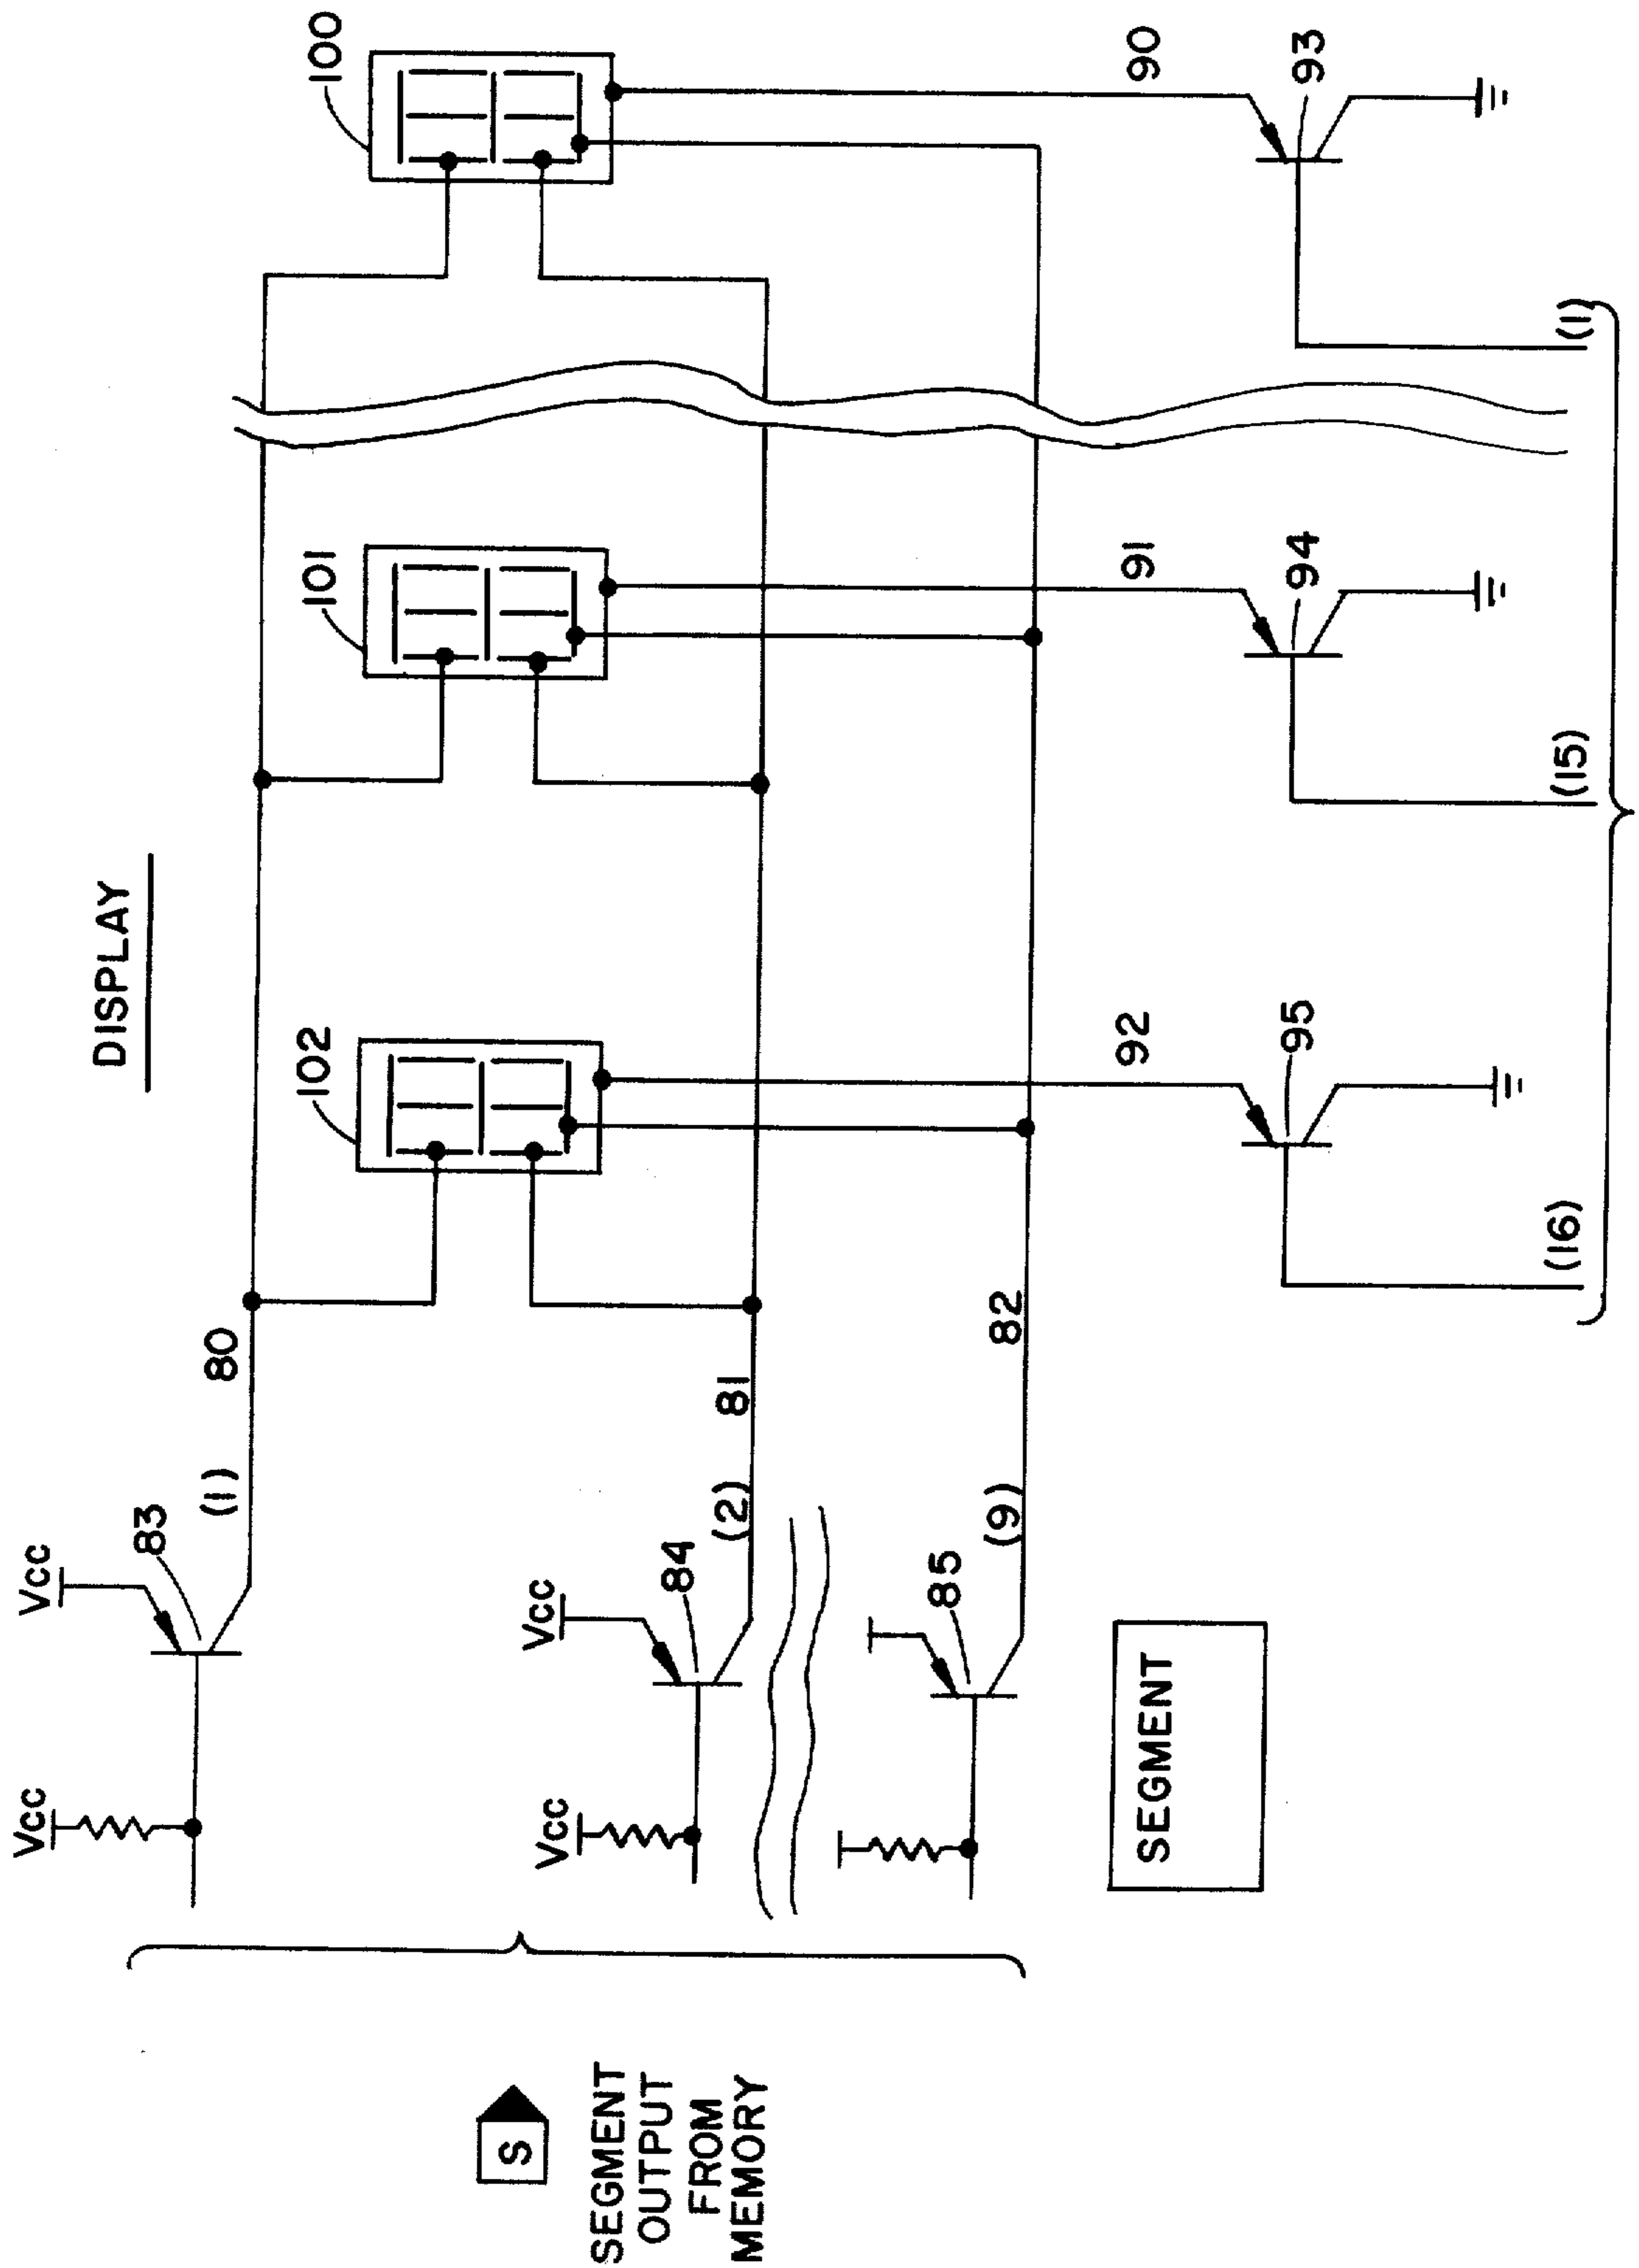 DISPLAY
Vcc
Vcc
83
(1)
80
102
101
100
S
SEGMENT
OUTPUT
FROM
MEMORY
Vcc
Vcc
84
(2)
81
85
(9)
82
SEGMENT
92
91
90
95
94
93
(16)
(15)
(1)